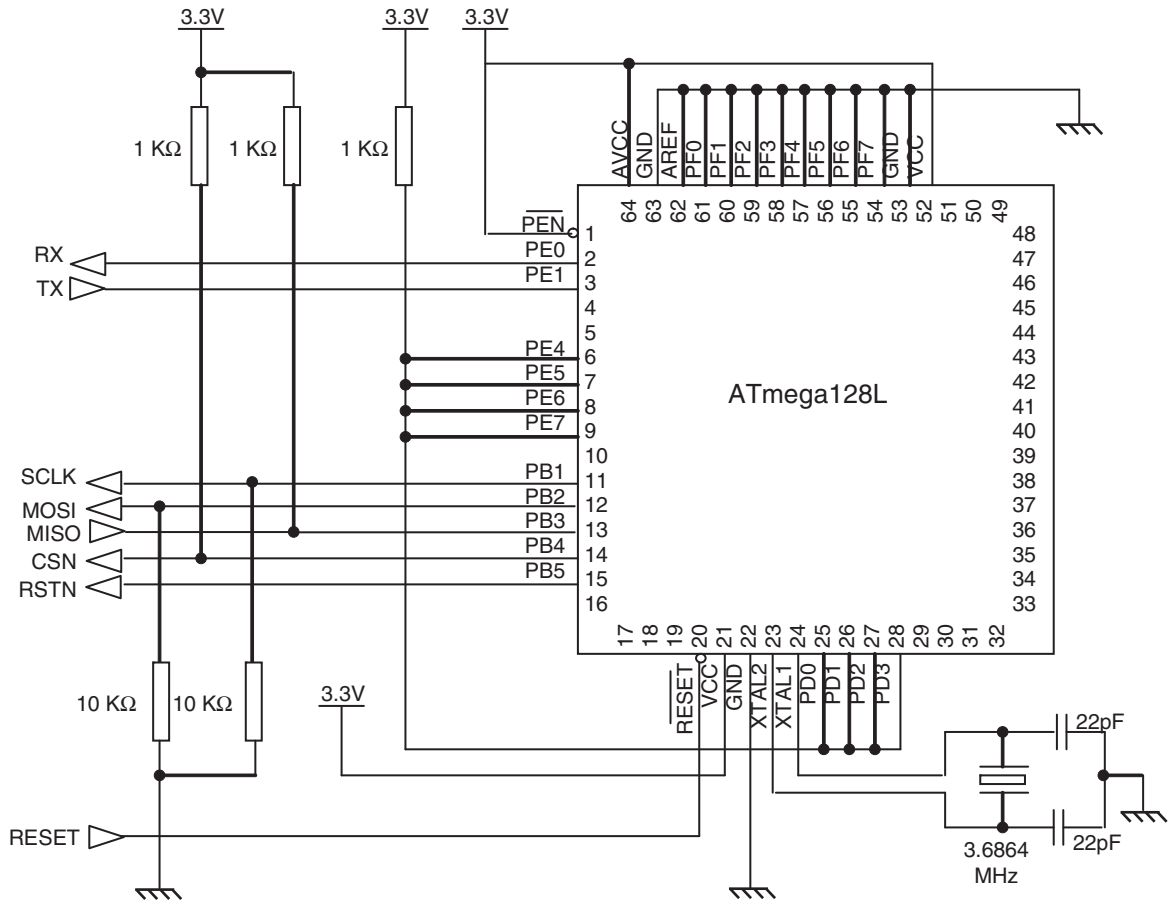 3.3V
3.3V
3.3V
1 KΩ
1 KΩ
1 KΩ
AVCC
GND
AREF
PF0
PF1
PF2
PF3
PF4
PF5
PF6
PF7
GND
VCC
64
63
62
61
60
59
58
57
56
55
54
53
52
51
50
49
PEN
1
48
RX
PE0
2
47
TX
PE1
3
46
4
45
5
44
PE4
6
43
PE5
7
42
ATmega128L
PE6
8
41
PE7
9
40
10
39
SCLK
PB1
11
38
MOSI
PB2
12
37
MISO
PB3
13
36
CSN
PB4
14
35
RSTN
PB5
15
34
16
33
17
18
19
20
21
22
23
24
25
26
27
28
29
30
31
32
RESET
VCC
GND
XTAL2
XTAL1
PD0
PD1
PD2
PD3
10 KΩ
10 KΩ
3.3V
22pF
RESET
22pF
3.6864
MHz